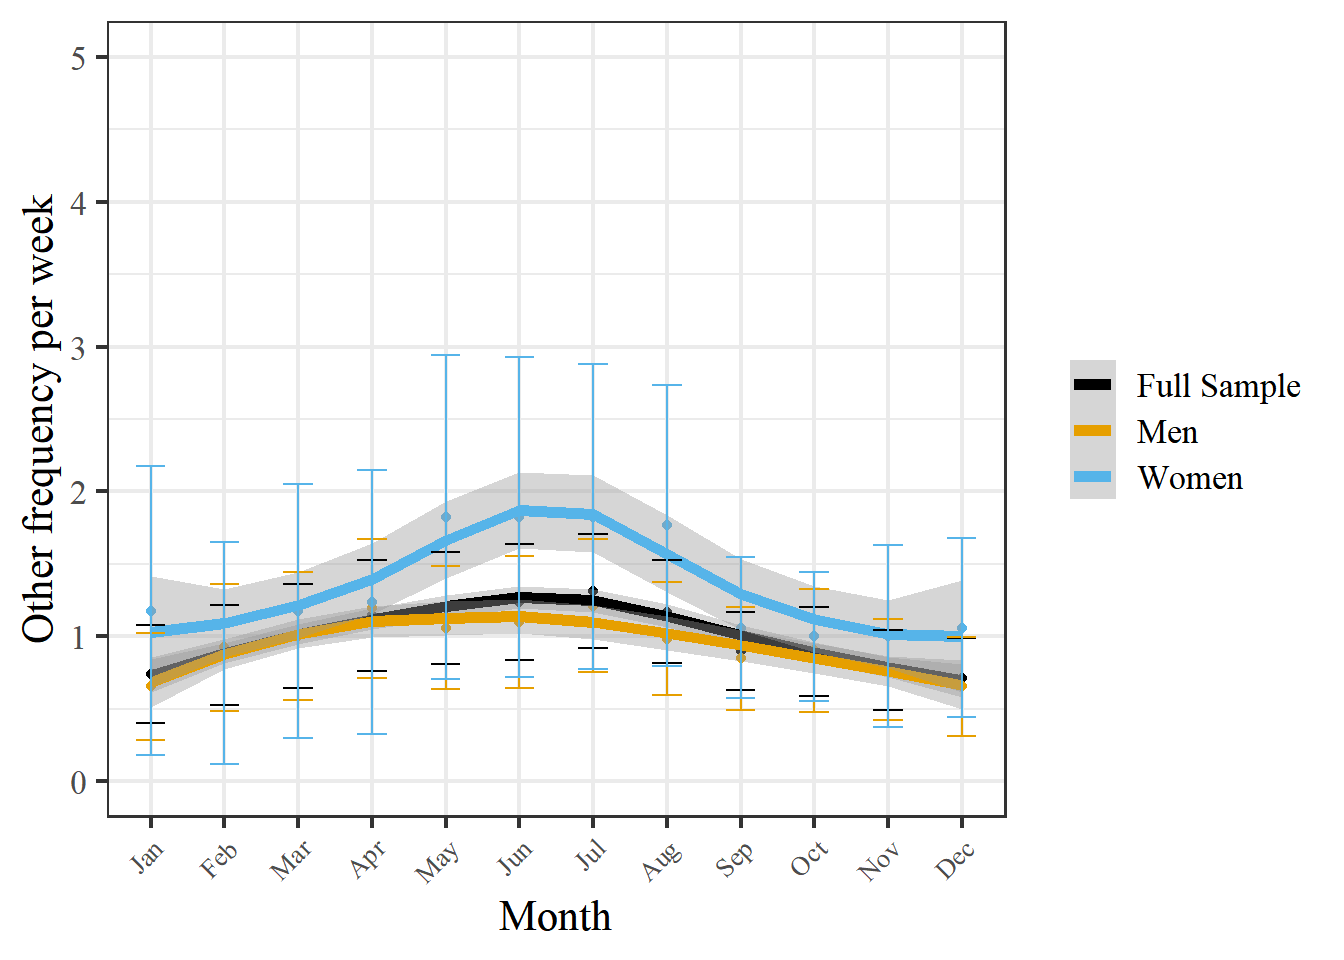 Other frequency per week
5
4
3
2
1
0
Jan
Feb
Mar
Apr
May
Jun
Jul
Aug
Sep
Oct
Nov
Dec
Month
Full Sample
Men
Women